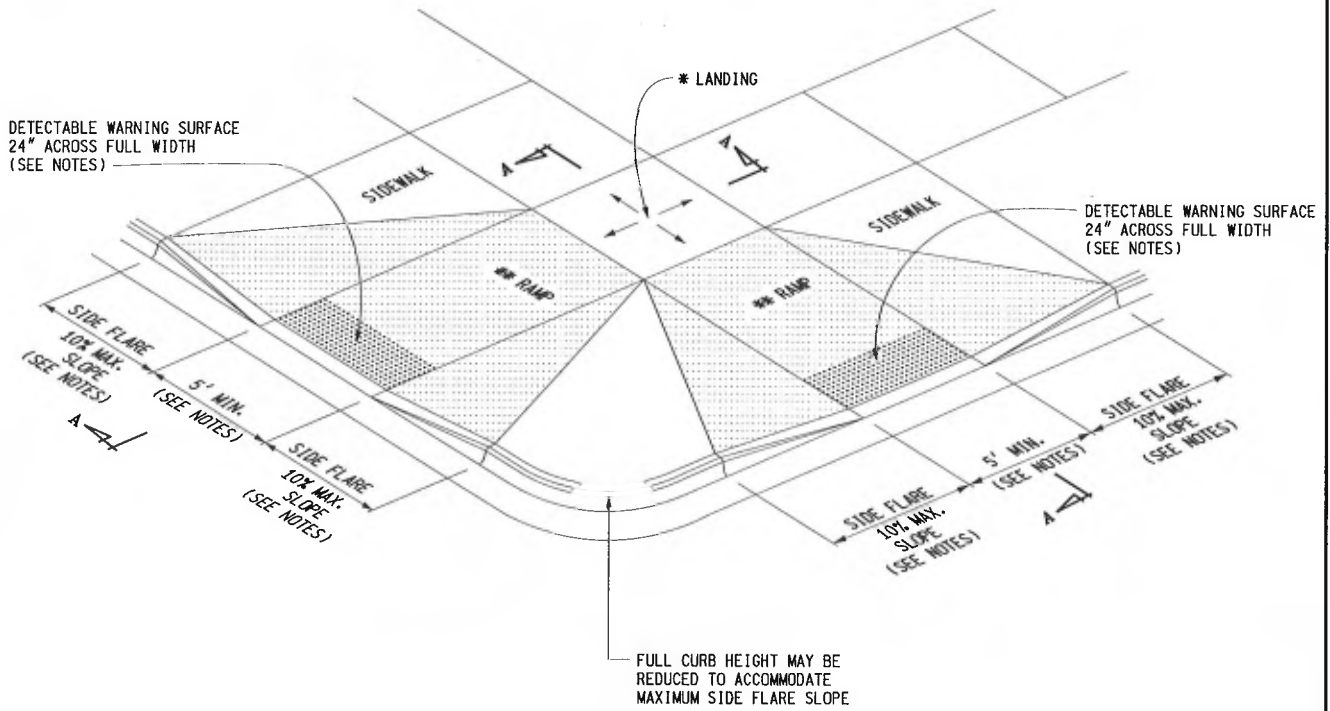 * LANDING
DETECTABLE WARNING SURFACE
24" ACROSS FULL WIDTH
(SEE NOTES)
A
A
SIDEWALK
SIDEWALK
DETECTABLE WARNING SURFACE
24" ACROSS FULL WIDTH
(SEE NOTES)
** RAMP
** RAMP
SIDE FLARE
10% MAX.
SLOPE
(SEE NOTES)
5' MIN.
(SEE NOTES)
A
SIDE FLARE
10% MAX.
SLOPE
(SEE NOTES)
SIDE FLARE
10% MAX.
SLOPE
(SEE NOTES)
5' MIN.
(SEE NOTES)
A
SIDE FLARE
10% MAX.
SLOPE
(SEE NOTES)
FULL CURB HEIGHT MAY BE
REDUCED TO ACCOMMODATE
MAXIMUM SIDE FLARE SLOPE